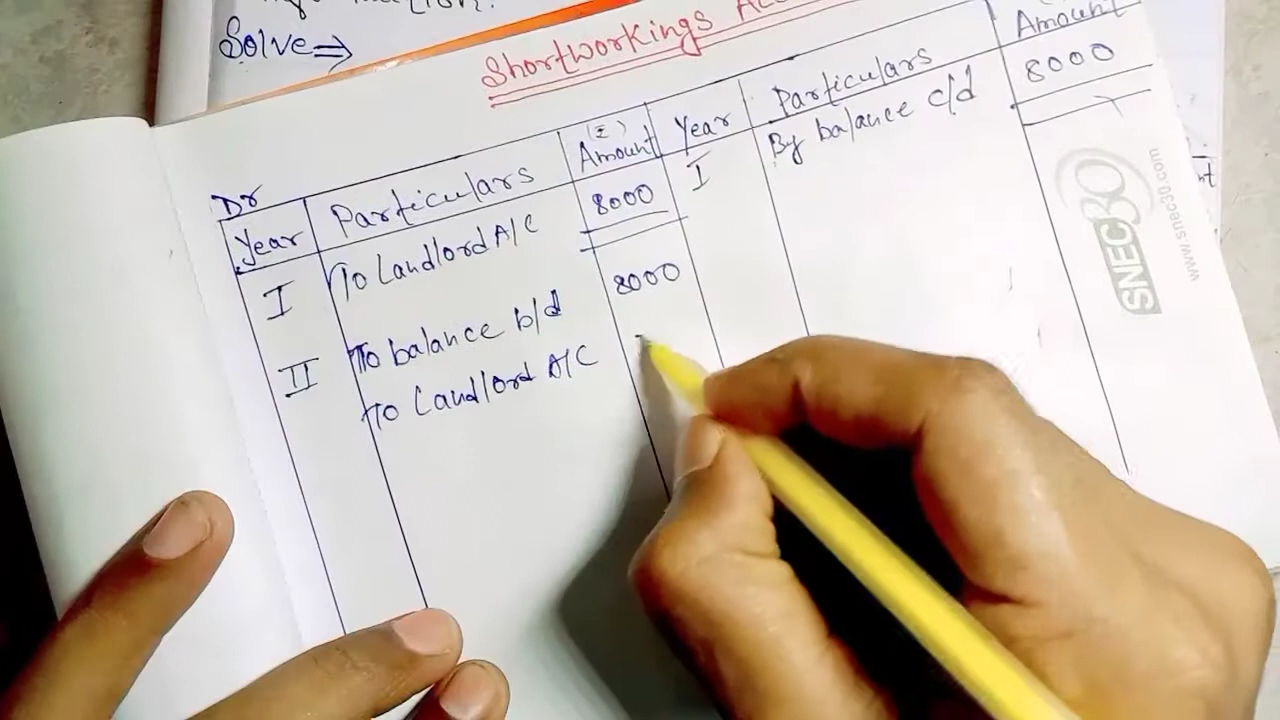 Solve⇒
Shortworkings
Dr
Year Particulars (₹) Amount Year Particulars Amount
I To Landlord A/C 8000 I By balance c/d 8000
II To balance b/d 8000
To Landlord A/C
SNEC30
www.snec30.com